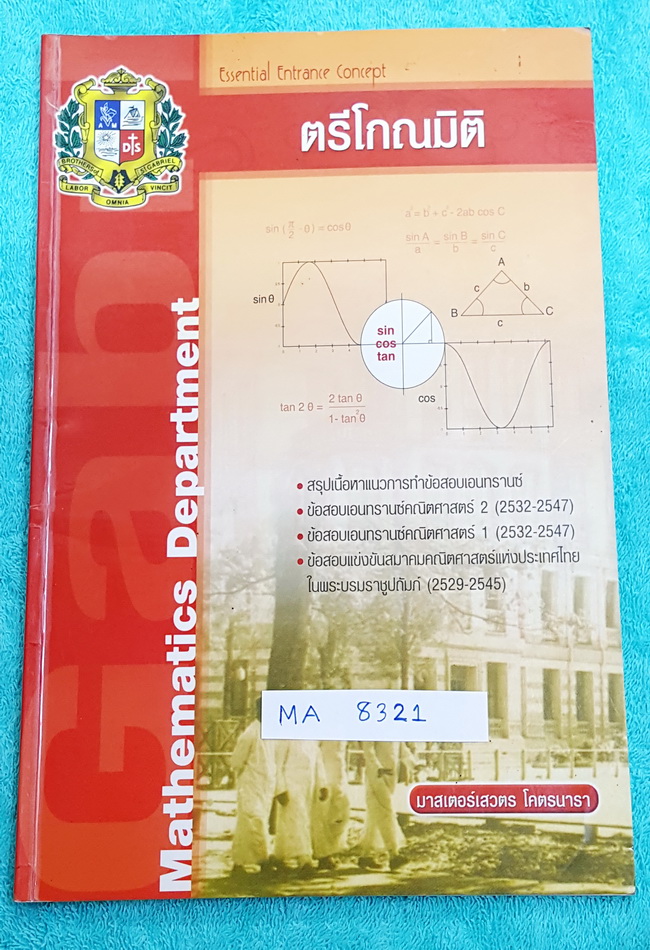 Essential Entrance Concept
ตรีโกณมิติ
A M
D S
BROTHERS OF ST GABRIEL
LABOR OMNIA VINCIT
Gab
Mathematics Department
sin (π/2 - θ) = cos θ
a² = b² + c² - 2ab cos C
sin A / a = sin B / b = sin C / c
sin θ
A
c b
B C
c
sin
cos
tan
cos
tan 2 θ = 2 tan θ / 1- tan² θ
• สรุปเนื้อหาแนวการทำข้อสอบเอนทรานซ์
• ข้อสอบเอนทรานซ์คณิตศาสตร์ 2 (2532-2547)
• ข้อสอบเอนทรานซ์คณิตศาสตร์ 1 (2532-2547)
• ข้อสอบแข่งขันสมาคมคณิตศาสตร์แห่งประเทศไทย
ในพระบรมราชูปถัมภ์ (2529-2545)
MA 8321
มาสเตอร์เสวตร โคตรนารา